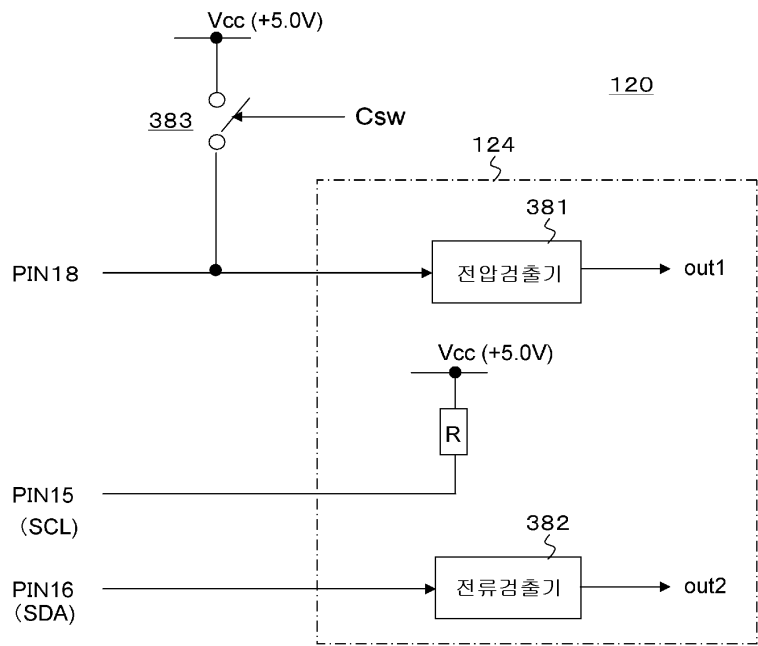 Vcc (+5.0V)
120
383
Csw
124
381
PIN18
전압검출기
out1
Vcc (+5.0V)
R
PIN15
(SCL)
382
PIN16
(SDA)
전류검출기
out2